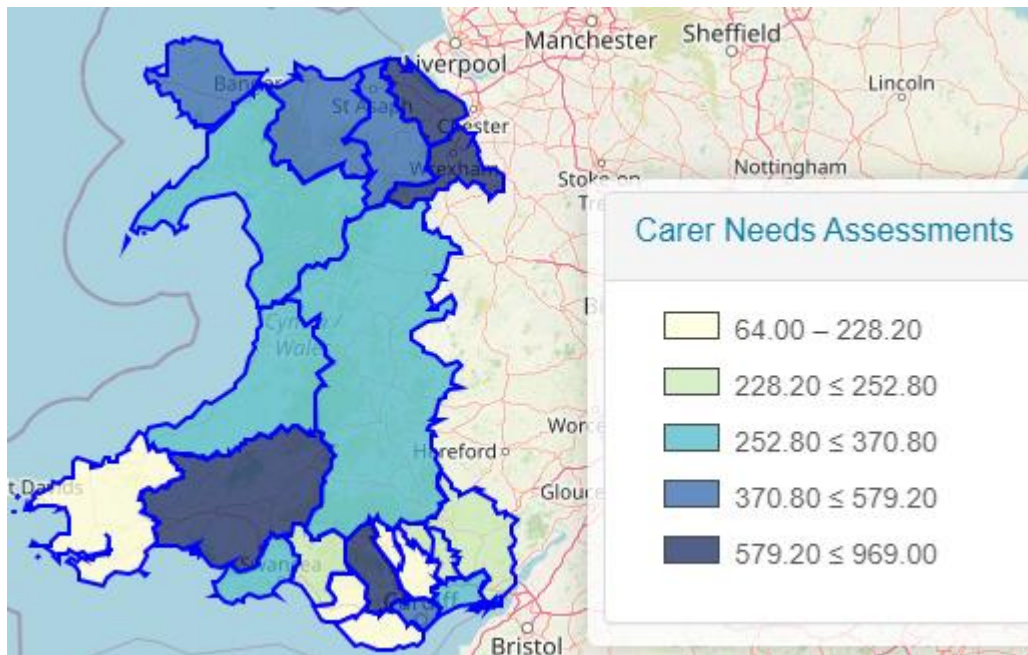 Manchester
Sheffield
Liverpool
Lincoln
Bangor
St Asaph
Chester
Wrexham
Nottingham
Stoke-on-
Tre
Carer Needs Assessments
64.00 – 228.20
228.20 ≤ 252.80
252.80 ≤ 370.80
370.80 ≤ 579.20
579.20 ≤ 969.00
Cymru /
Wales
Worce
Hereford
t Davids
Glouce
Swansea
Cardiff
Bristol